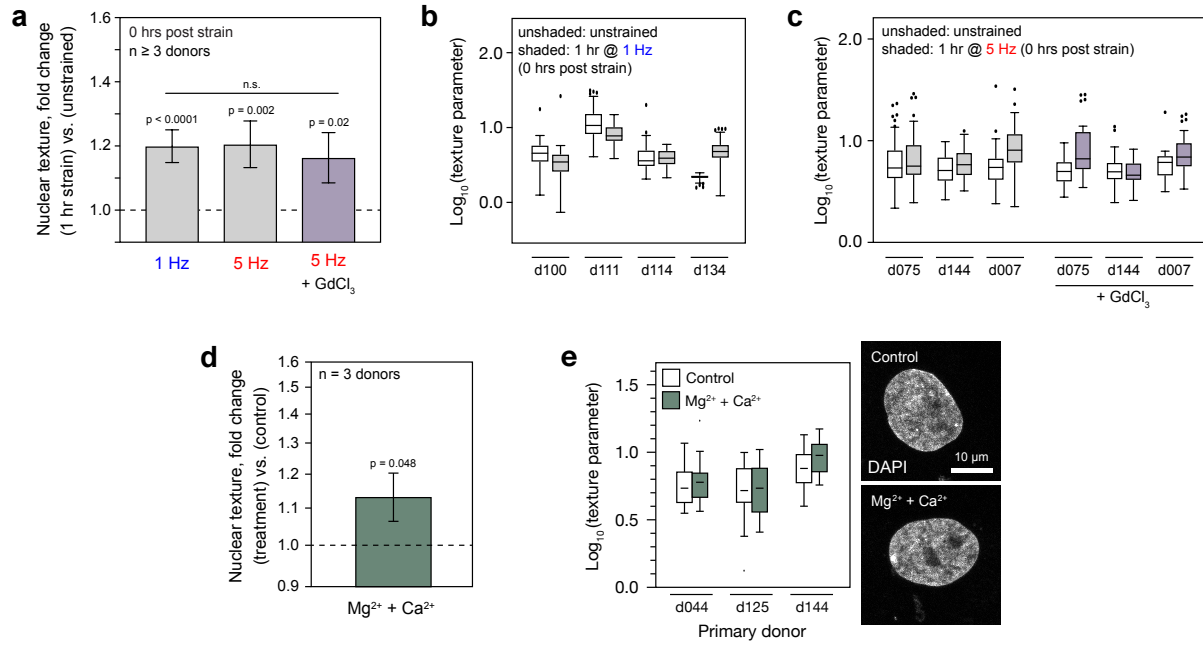 a
Nuclear texture, fold change
(1 hr strain) vs. (unstrained)
1.6
1.4
1.2
1.0
0 hrs post strain
n ≥ 3 donors
n.s.
p < 0.0001
p = 0.002
p = 0.02
1 Hz
5 Hz
5 Hz
+ GdCl₃
b
Log₁₀(texture parameter)
2.0
1.0
0.0
unshaded: unstrained
shaded: 1 hr @ 1 Hz
(0 hrs post strain)
d100
d111
d114
d134
c
Log₁₀(texture parameter)
2.0
1.0
0.0
unshaded: unstrained
shaded: 1 hr @ 5 Hz (0 hrs post strain)
d075
d144
d007
d075
d144
d007
+ GdCl₃
d
Nuclear texture, fold change
(treatment) vs. (control)
1.6
1.5
1.4
1.3
1.2
1.1
1.0
0.9
n = 3 donors
p = 0.048
Mg²⁺ + Ca²⁺
e
Log₁₀(texture parameter)
1.5
1.0
0.5
0.0
Control
Mg²⁺ + Ca²⁺
d044
d125
d144
Primary donor
Control
10 µm
DAPI
Mg²⁺ + Ca²⁺